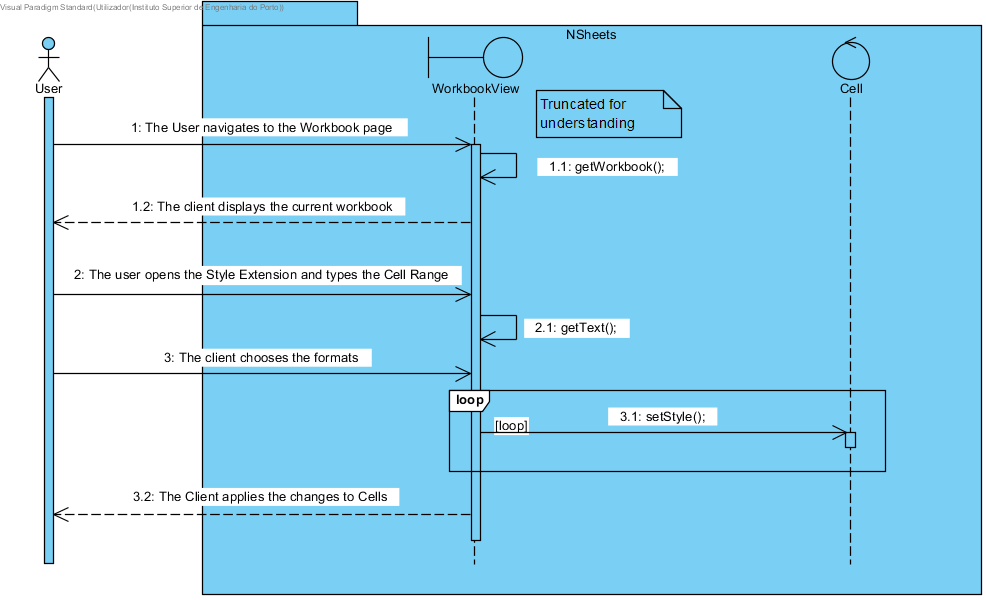 Visual Paradigm Standard(Utilizador(Instituto Superior de Engenharia do Porto))
NSheets
User
WorkbookView
Cell
Truncated for
understanding
1: The User navigates to the Workbook page
1.1: getWorkbook();
1.2: The client displays the current workbook
2: The user opens the Style Extension and types the Cell Range
2.1: getText();
3: The client chooses the formats
loop
[loop]
3.1: setStyle();
3.2: The Client applies the changes to Cells